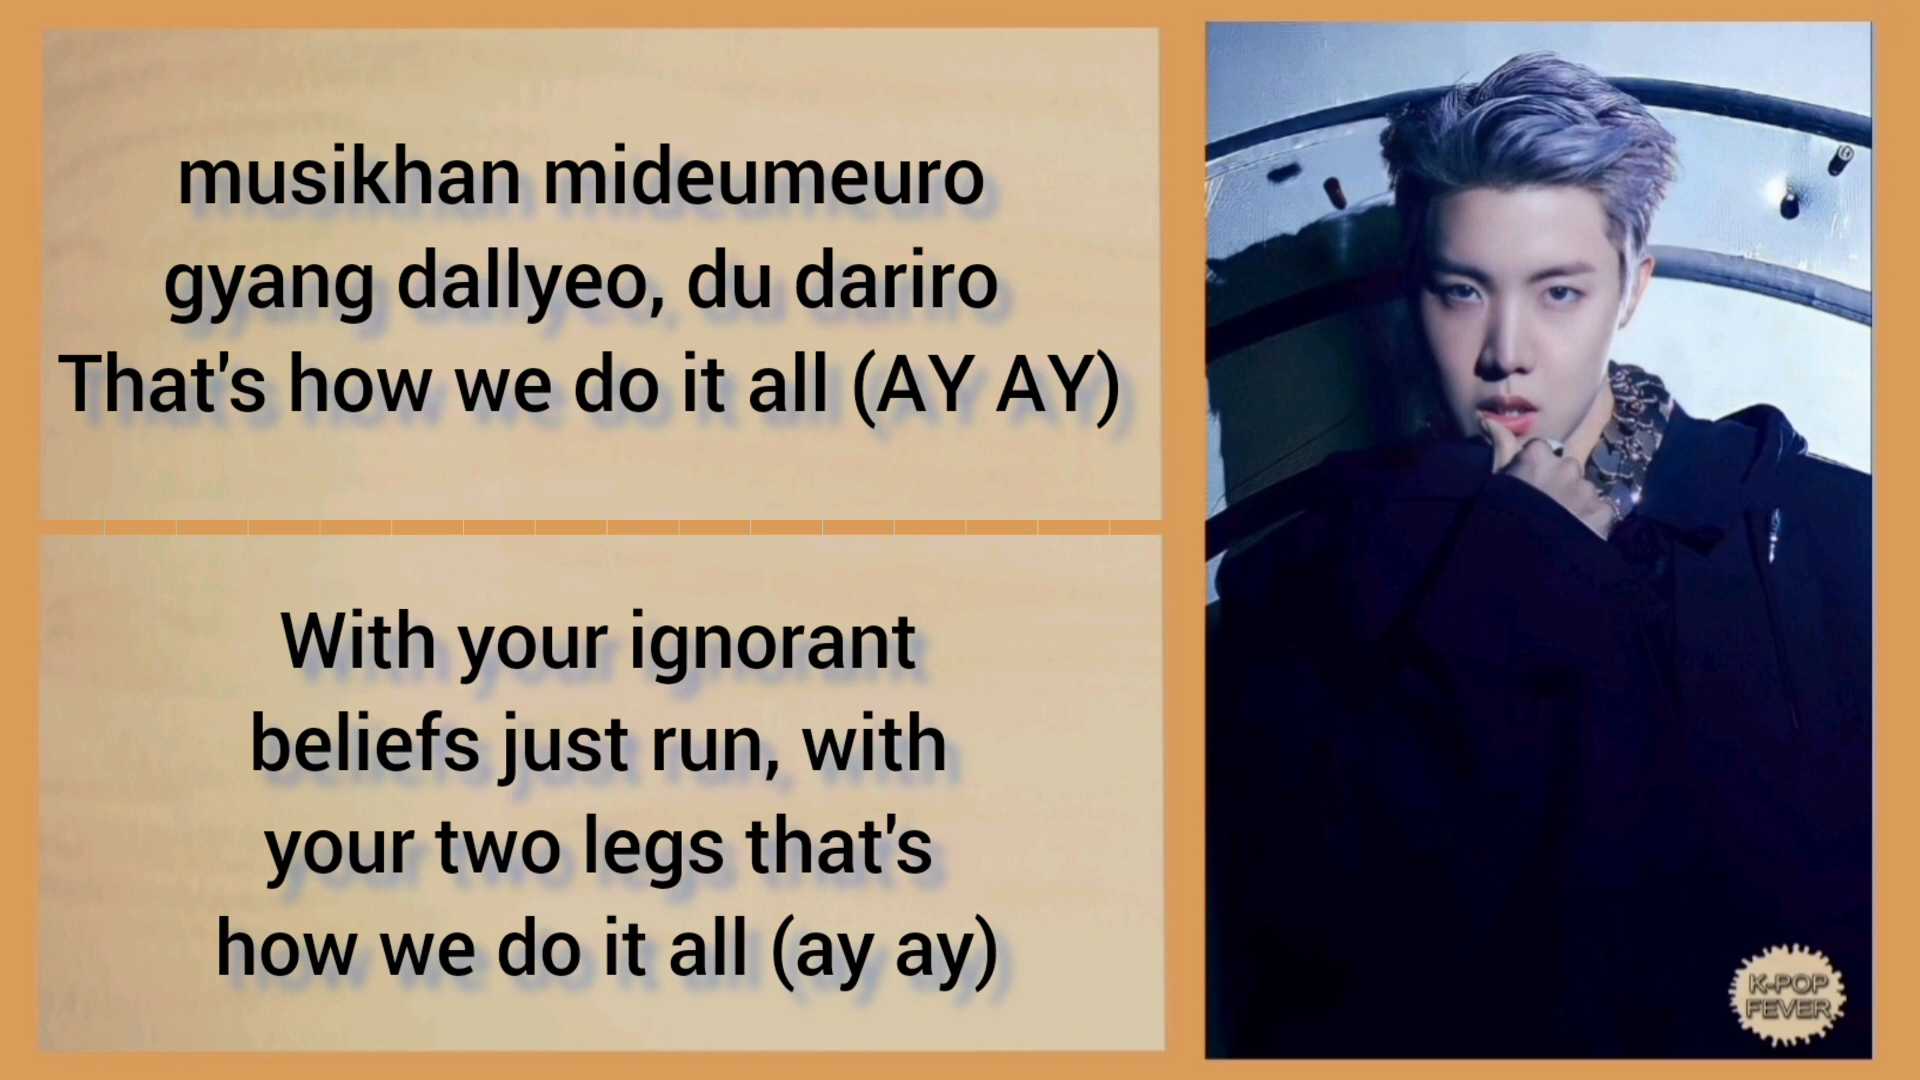 musikhan mideumeuro
gyang dallyeo, du dariro
That's how we do it all (AY AY)
With your ignorant
beliefs just run, with
your two legs that's
how we do it all (ay ay)
K-POP
FEVER